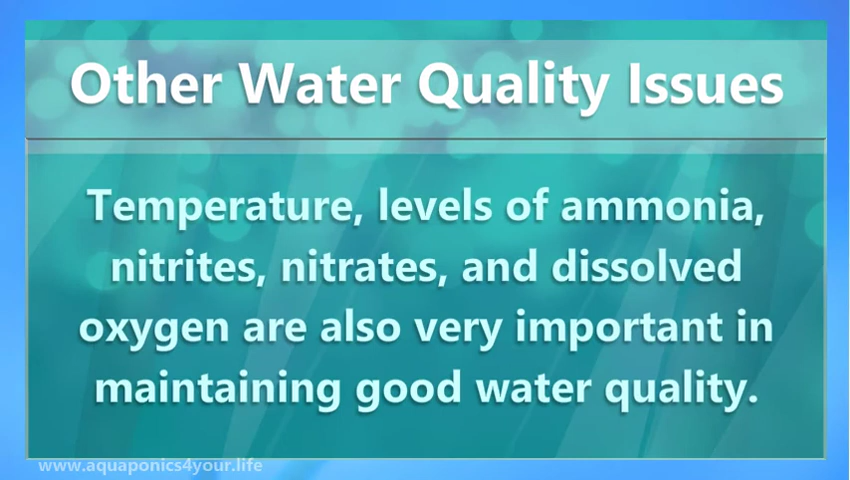 Other Water Quality Issues
Temperature, levels of ammonia,
nitrites, nitrates, and dissolved
oxygen are also very important in
maintaining good water quality.
www.aquaponics4your.life